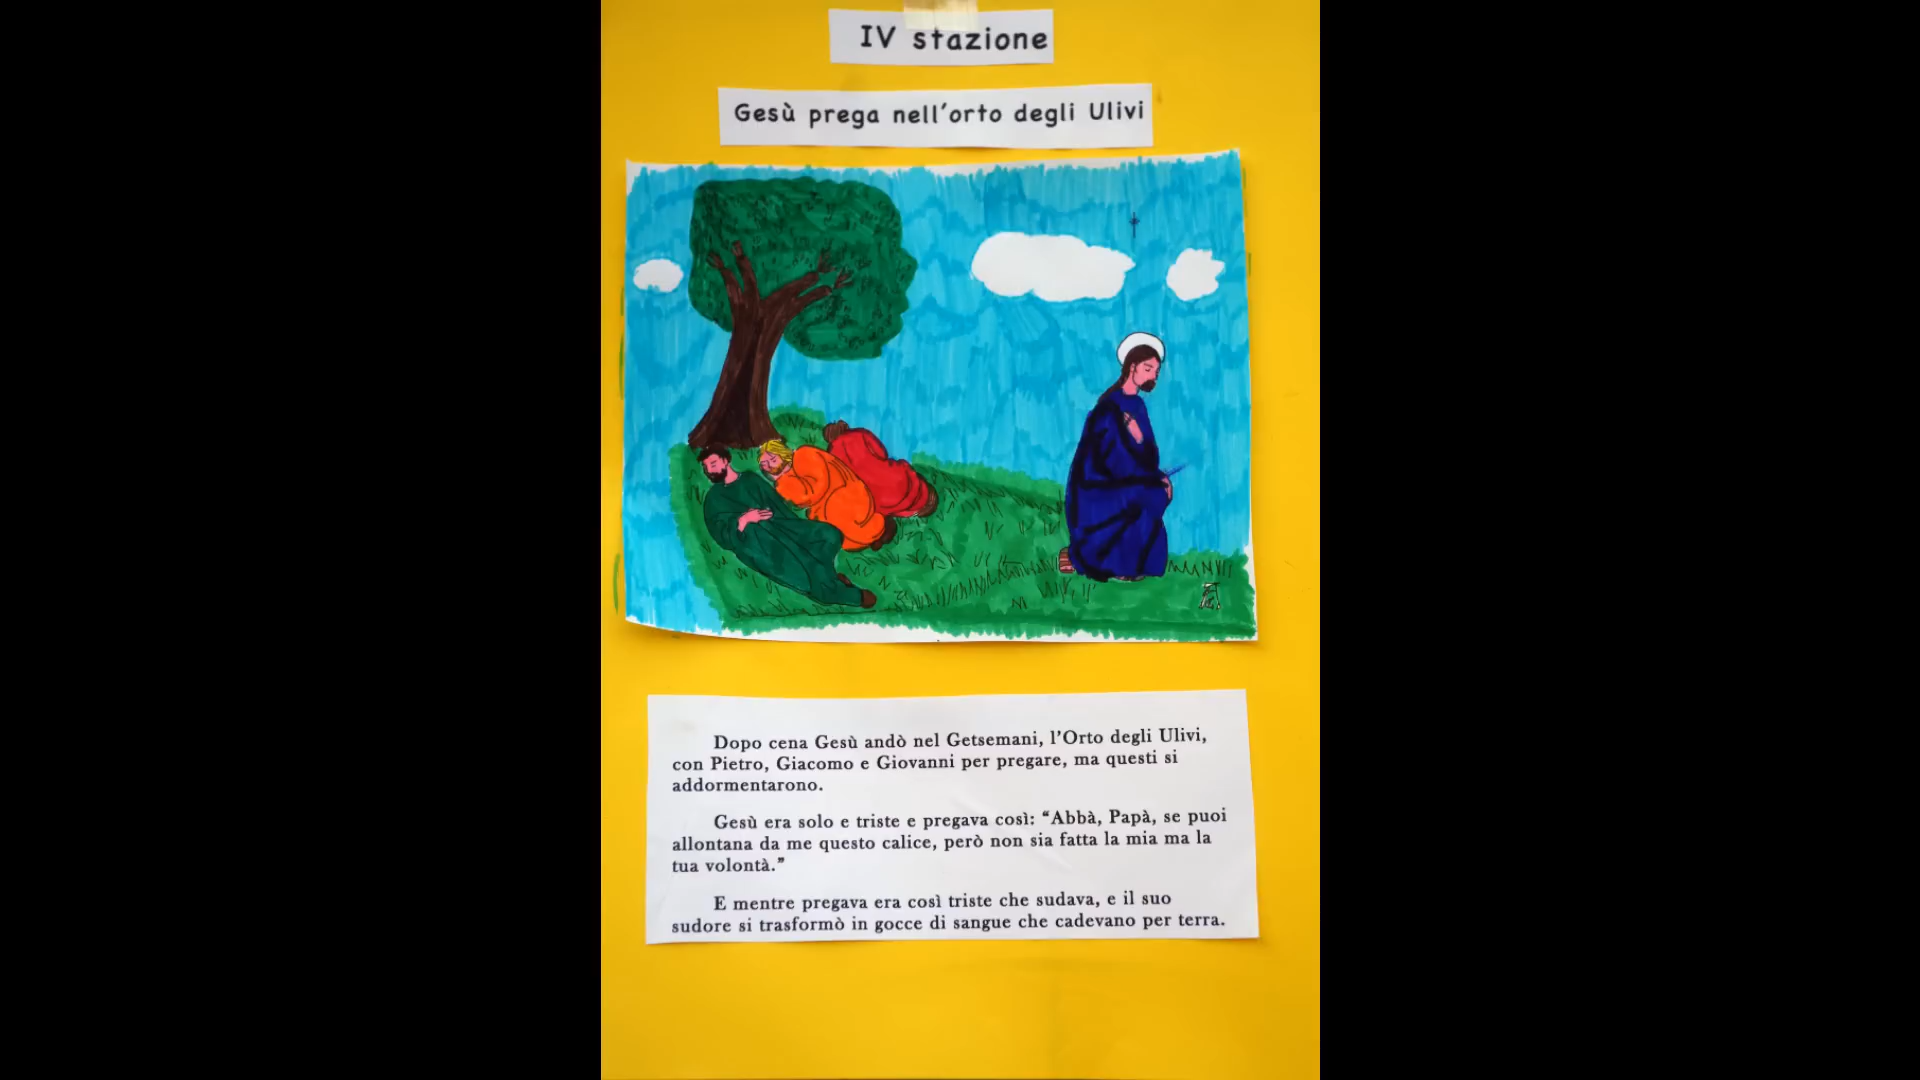 IV stazione
Gesù prega nell'orto degli Ulivi
Dopo cena Gesù andò nel Getsemani, l'Orto degli Ulivi,
con Pietro, Giacomo e Giovanni per pregare, ma questi si
addormentarono.
Gesù era solo e triste e pregava così: “Abbà, Papà, se puoi
allontana da me questo calice, però non sia fatta la mia ma la
tua volontà.”
E mentre pregava era così triste che sudava, e il suo
sudore si trasformò in gocce di sangue che cadevano per terra.